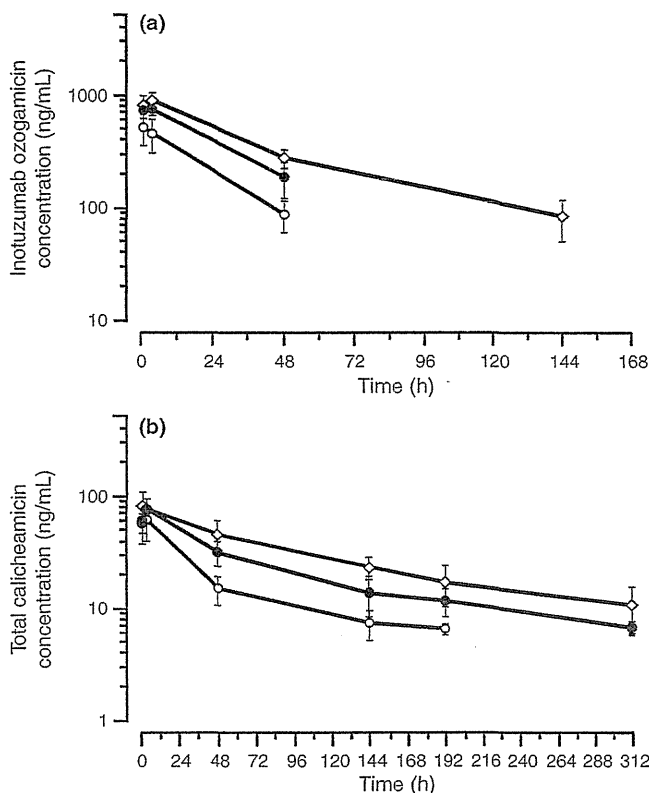 (a)
Inotuzumab ozogamicin
concentration (ng/mL)
1000
100
10
0 24 48 72 96 120 144 168
Time (h)
(b)
Total calicheamicin
concentration (ng/mL)
100
10
1
0 24 48 72 96 120 144 168 192 216 240 264 288 312
Time (h)